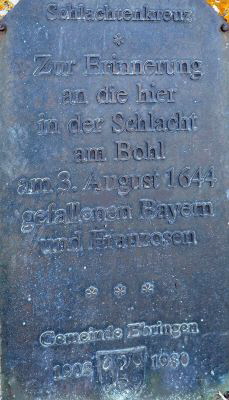 Schlachtenkreuz
*
Zur Erinnerung
an die hier
in der Schlacht
am Bohl
am 3. August 1644
gefallenen Bayern
und Franzosen
* * *
Gemeinde Ebringen
1908 1980